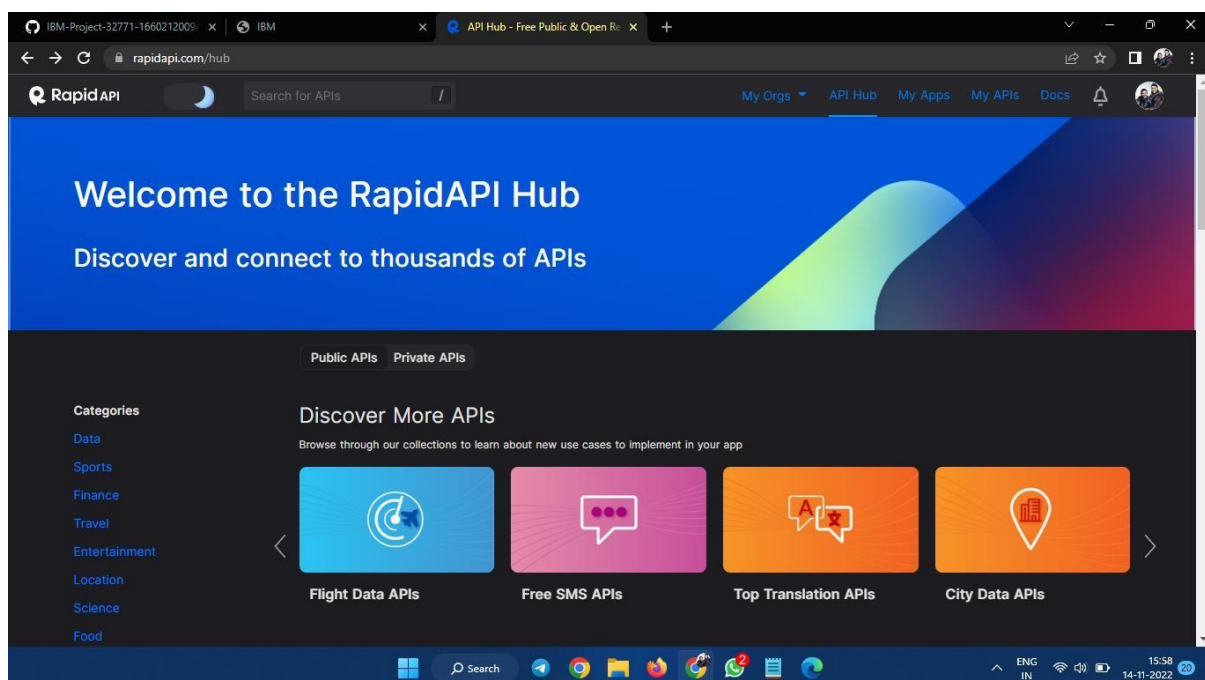 IBM-Project-32771-1660212009/
IBM
API Hub - Free Public & Open Re
rapidapi.com/hub
Rapid API
Search for APIs
/
My Orgs
API Hub
My Apps
My APIs
Docs
Welcome to the RapidAPI Hub
Discover and connect to thousands of APIs
Public APIs
Private APIs
Categories
Data
Sports
Finance
Travel
Entertainment
Location
Science
Food
Discover More APIs
Browse through our collections to learn about new use cases to implement in your app
A
文
Flight Data APIs
Free SMS APIs
Top Translation APIs
City Data APIs
Search
2
ENG
IN
15:58
14-11-2022
20